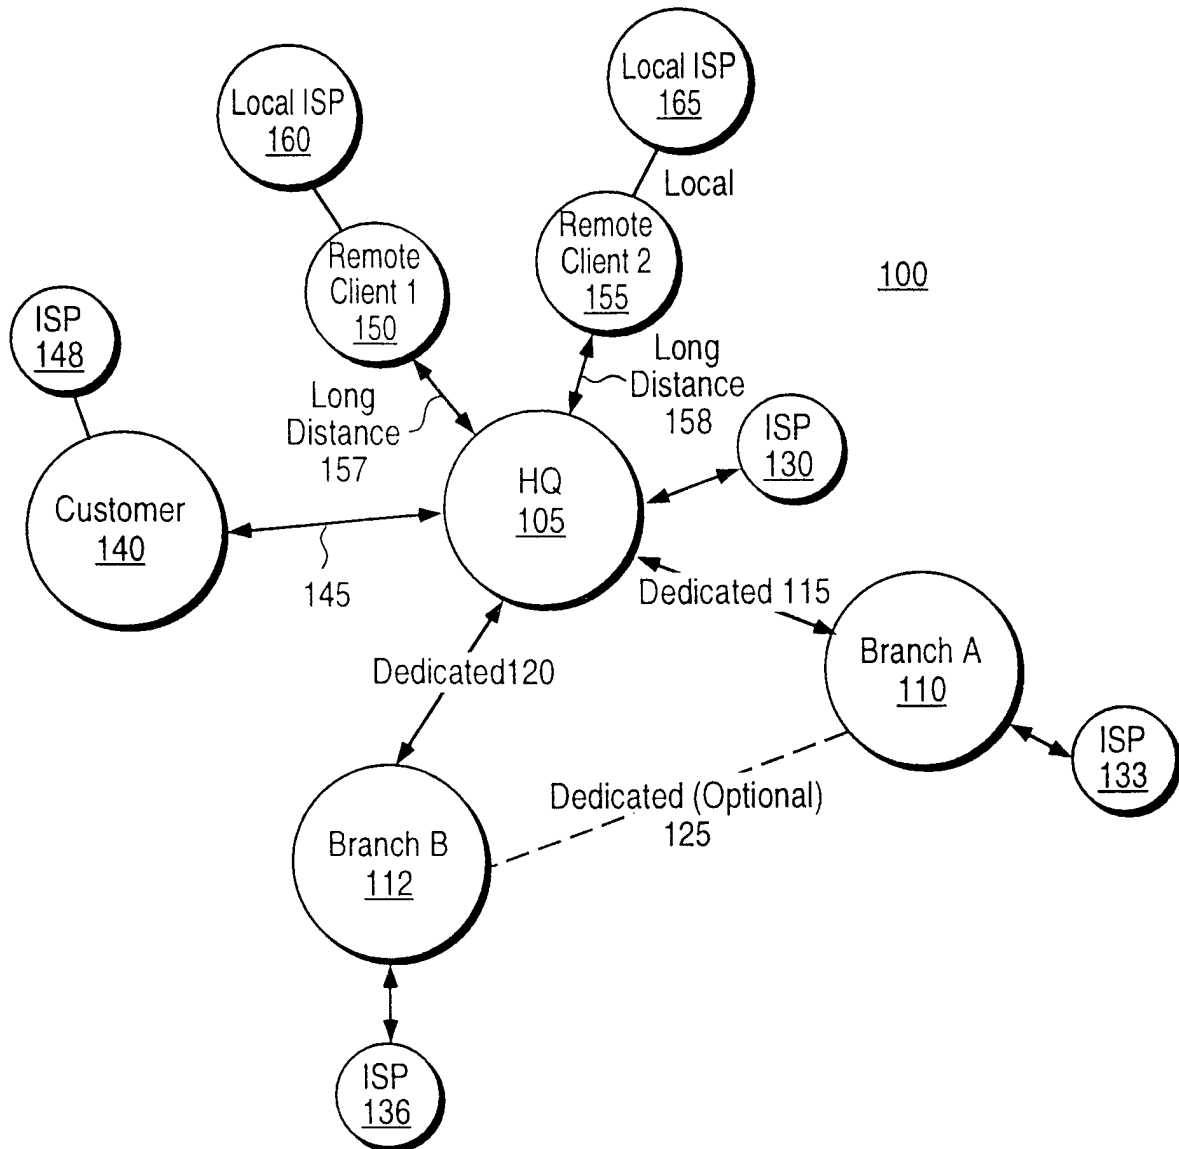 Local ISP
165
Local ISP
160
Local
Remote
Client 2
155
Remote
Client 1
150
100
ISP
148
Long
Distance
158
Long
Distance
157
ISP
130
HQ
105
Customer
140
145
Dedicated 115
Branch A
110
Dedicated120
ISP
133
Dedicated (Optional)
125
Branch B
112
ISP
136